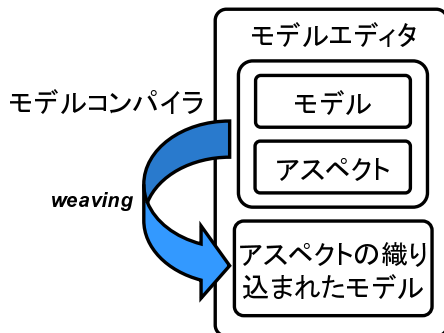 モデルエディタ
モデルコンパイラ
モデル
アスペクト
weaving
アスペクトの織り
込まれたモデル